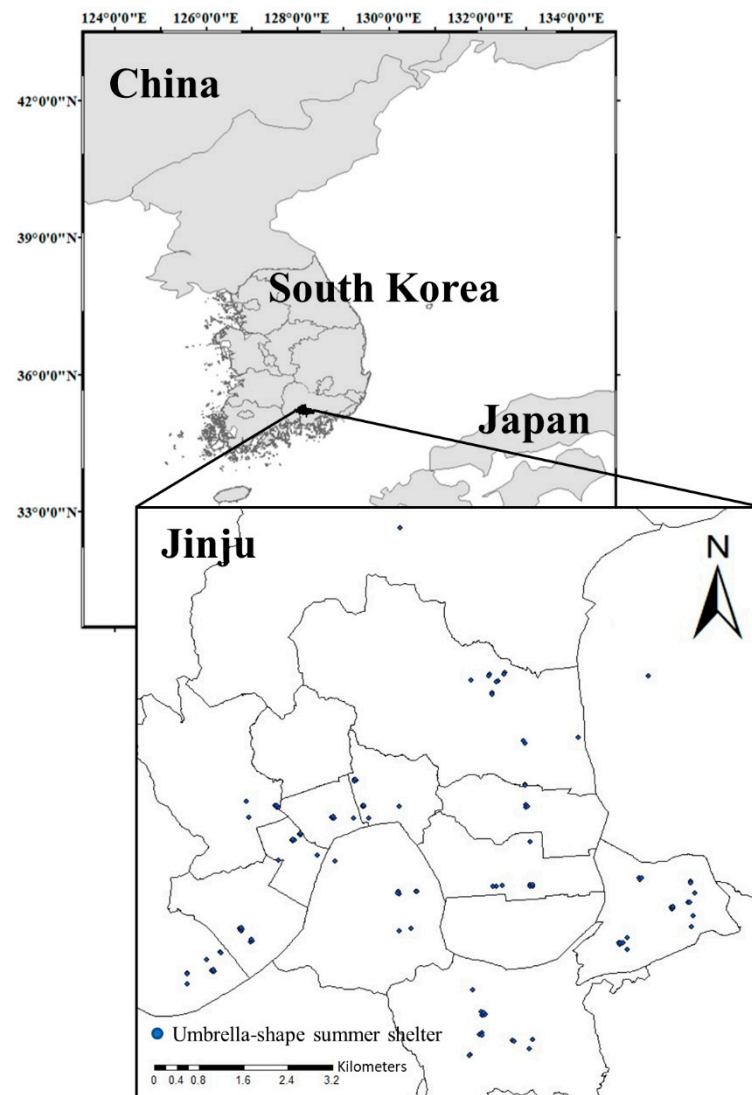 124°0'0"E 126°0'0"E 128°0'0"E 130°0'0"E 132°0'0"E 134°0'0"E
China
42°0'0"N
39°0'0"N
South Korea
36°0'0"N
Japan
33°0'0"N
Jinju
N
Umbrella-shape summer shelter
Kilometers
0 0.4 0.8 1.6 2.4 3.2